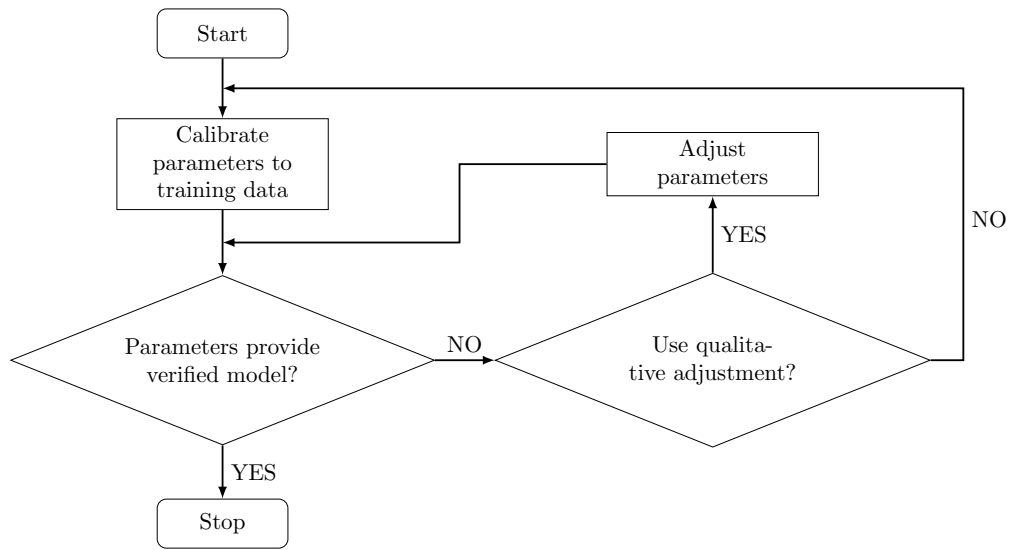 Start
Calibrate
parameters to
training data
Adjust
parameters
NO
YES
Parameters provide
verified model?
NO
Use qualita-
tive adjustment?
YES
Stop